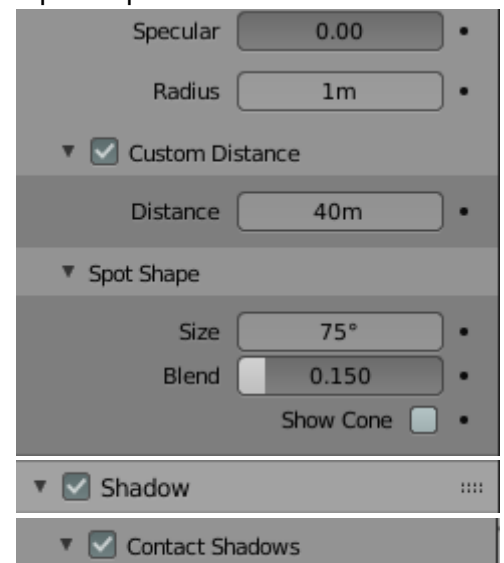 Specular 0.00
Radius 1m
Custom Distance
Distance 40m
Spot Shape
Size 75°
Blend 0.150
Show Cone
Shadow
Contact Shadows